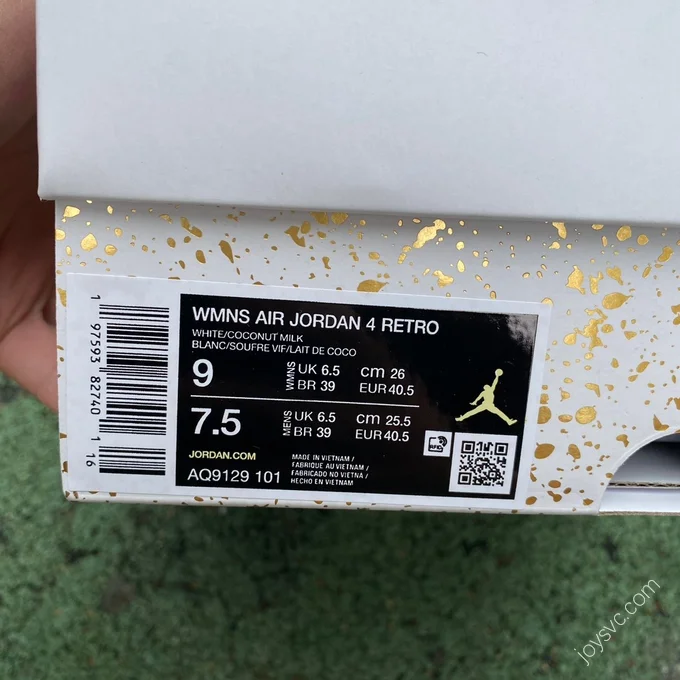 WMNS AIR JORDAN 4 RETRO
WHITE/COCONUT MILK
BLANC/SOUFRE VIF/LAIT DE COCO
9 WMNS UK 6.5 cm 26
BR 39 EUR 40.5
7.5 MENS UK 6.5 cm 25.5
BR 39 EUR 40.5
JORDAN.COM
AQ9129 101
MADE IN VIETNAM /
FABRIQUE AU VIETNAM /
FABRICADO NO VIETNA /
HECHO EN VIETNAM
1 97593 82740 1 16
joysvc.com